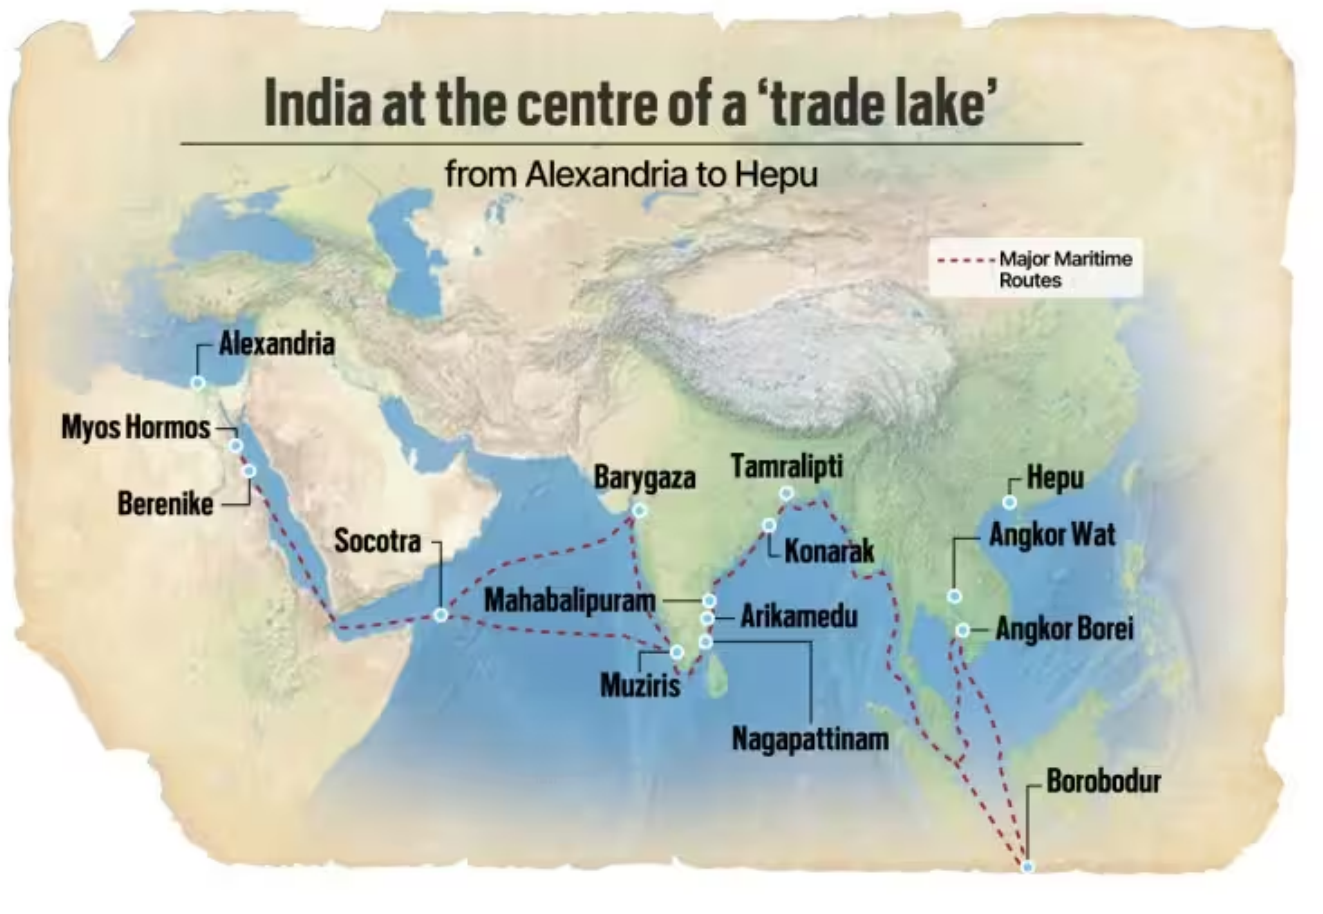 India at the centre of a ‘trade lake’
from Alexandria to Hepu
Major Maritime
Routes
Alexandria
Myos Hormos
Berenike
Socotra
Barygaza
Tamralipti
Hepu
Angkor Wat
Konarak
Mahabalipuram
Arikamedu
Angkor Borei
Muziris
Nagapattinam
Borobodur